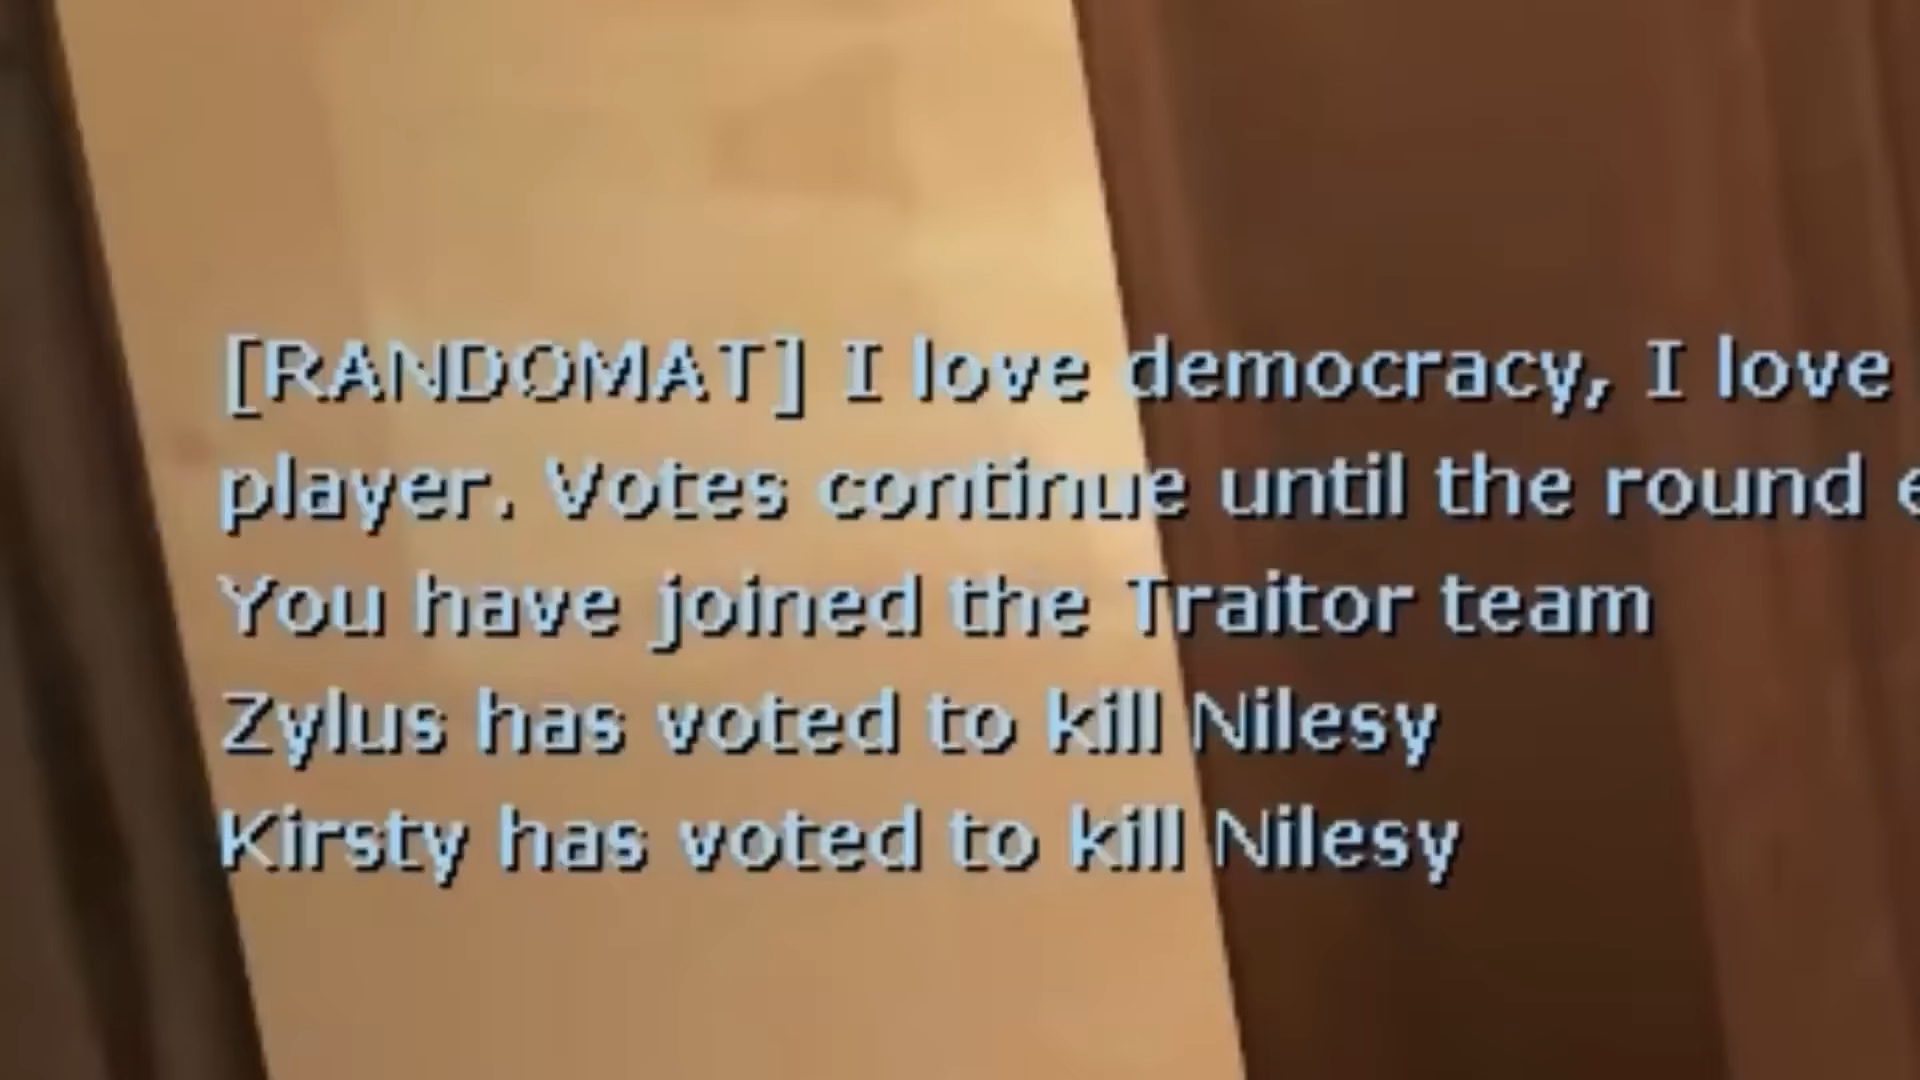 [RANDOMAT] I love democracy, I love
player. Votes continue until the round
You have joined the Traitor team
Zylus has voted to kill Nilesy
Kirsty has voted to kill Nilesy